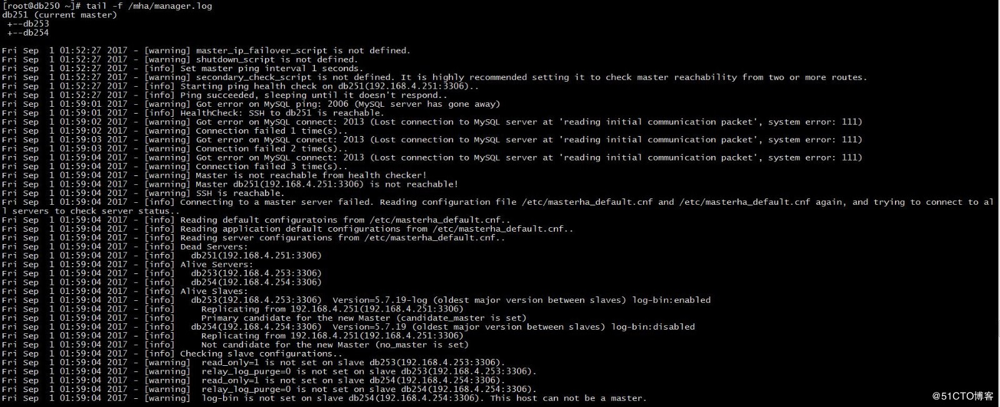 [root@db250 ~]# tail -f /mha/manager.log
db251 (current master)
+--db253
+--db254
Fri Sep  1 01:52:27 2017 - [warning] master_ip_failover_script is not defined.
Fri Sep  1 01:52:27 2017 - [warning] shutdown_script is not defined.
Fri Sep  1 01:52:27 2017 - [info] Set master ping interval 1 seconds.
Fri Sep  1 01:52:27 2017 - [warning] secondary_check_script is not defined. It is highly recommended setting it to check master reachability from two or more routes.
Fri Sep  1 01:52:27 2017 - [info] Starting ping health check on db251(192.168.4.251:3306)..
Fri Sep  1 01:52:27 2017 - [info] Ping succeeded, sleeping until it doesn't respond..
Fri Sep  1 01:59:01 2017 - [warning] Got error on MySQL ping: 2006 (MySQL server has gone away)
Fri Sep  1 01:59:01 2017 - [info] HealthCheck: SSH to db251 is reachable.
Fri Sep  1 01:59:02 2017 - [warning] Got error on MySQL connect: 2013 (Lost connection to MySQL server at 'reading initial communication packet', system error: 111)
Fri Sep  1 01:59:02 2017 - [warning] Connection failed 1 time(s)..
Fri Sep  1 01:59:03 2017 - [warning] Got error on MySQL connect: 2013 (Lost connection to MySQL server at 'reading initial communication packet', system error: 111)
Fri Sep  1 01:59:03 2017 - [warning] Connection failed 2 time(s)..
Fri Sep  1 01:59:04 2017 - [warning] Got error on MySQL connect: 2013 (Lost connection to MySQL server at 'reading initial communication packet', system error: 111)
Fri Sep  1 01:59:04 2017 - [warning] Connection failed 3 time(s)..
Fri Sep  1 01:59:04 2017 - [warning] Master is not reachable from health checker!
Fri Sep  1 01:59:04 2017 - [warning] Master db251(192.168.4.251:3306) is not reachable!
Fri Sep  1 01:59:04 2017 - [warning] SSH is reachable.
Fri Sep  1 01:59:04 2017 - [info] Connecting to a master server failed. Reading configuration file /etc/masterha_default.cnf and /etc/masterha_default.cnf again, and trying to connect to al
l servers to check server status..
Fri Sep  1 01:59:04 2017 - [info] Reading default configuratoins from /etc/masterha_default.cnf..
Fri Sep  1 01:59:04 2017 - [info] Reading application default configurations from /etc/masterha_default.cnf..
Fri Sep  1 01:59:04 2017 - [info] Reading server configurations from /etc/masterha_default.cnf..
Fri Sep  1 01:59:04 2017 - [info] Dead Servers:
Fri Sep  1 01:59:04 2017 - [info]   db251(192.168.4.251:3306)
Fri Sep  1 01:59:04 2017 - [info] Alive Servers:
Fri Sep  1 01:59:04 2017 - [info]   db253(192.168.4.253:3306)
Fri Sep  1 01:59:04 2017 - [info]   db254(192.168.4.254:3306)
Fri Sep  1 01:59:04 2017 - [info] Alive Slaves:
Fri Sep  1 01:59:04 2017 - [info]   db253(192.168.4.253:3306)  Version=5.7.19-log (oldest major version between slaves) log-bin:enabled
Fri Sep  1 01:59:04 2017 - [info]     Replicating from 192.168.4.251(192.168.4.251:3306)
Fri Sep  1 01:59:04 2017 - [info]     Primary candidate for the new Master (candidate_master is set)
Fri Sep  1 01:59:04 2017 - [info]   db254(192.168.4.254:3306)  Version=5.7.19 (oldest major version between slaves) log-bin:disabled
Fri Sep  1 01:59:04 2017 - [info]     Replicating from 192.168.4.251(192.168.4.251:3306)
Fri Sep  1 01:59:04 2017 - [info]     Not candidate for the new Master (no_master is set)
Fri Sep  1 01:59:04 2017 - [info] Checking slave configurations..
Fri Sep  1 01:59:04 2017 - [warning]  read_only=1 is not set on slave db253(192.168.4.253:3306).
Fri Sep  1 01:59:04 2017 - [warning]  relay_log_purge=0 is not set on slave db253(192.168.4.253:3306).
Fri Sep  1 01:59:04 2017 - [warning]  read_only=1 is not set on slave db254(192.168.4.254:3306).
Fri Sep  1 01:59:04 2017 - [warning]  relay_log_purge=0 is not set on slave db254(192.168.4.254:3306).
Fri Sep  1 01:59:04 2017 - [warning]  log-bin is not set on slave db254(192.168.4.254:3306). This host can not be a master.
@51CTO博客